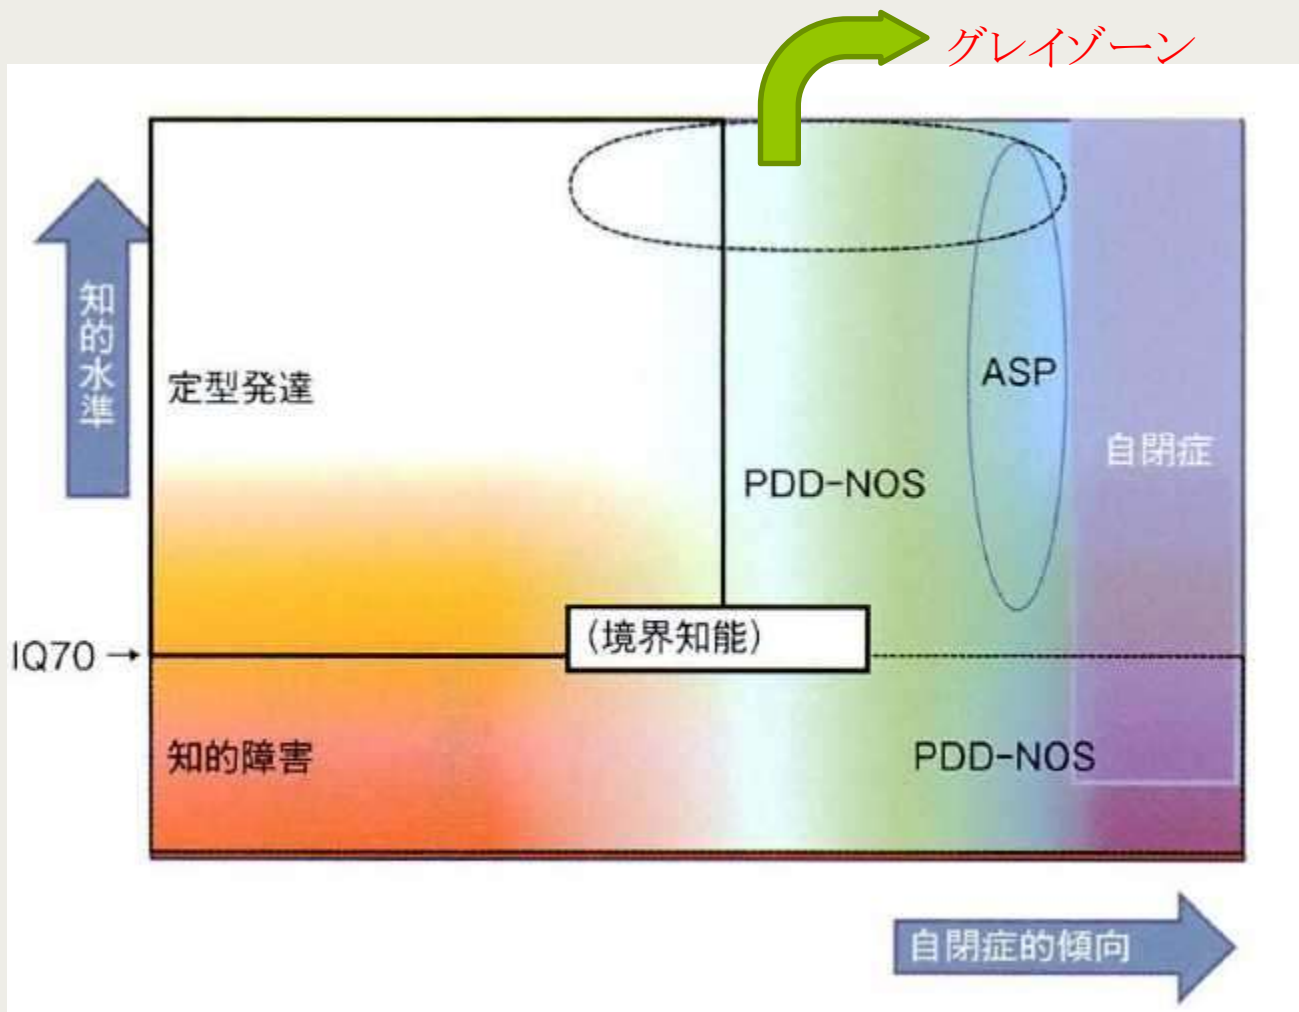 グレイゾーン
知的水準
定型発達
ASP
自閉症
PDD-NOS
(境界知能)
IQ70→
知的障害
PDD-NOS
自閉症的傾向